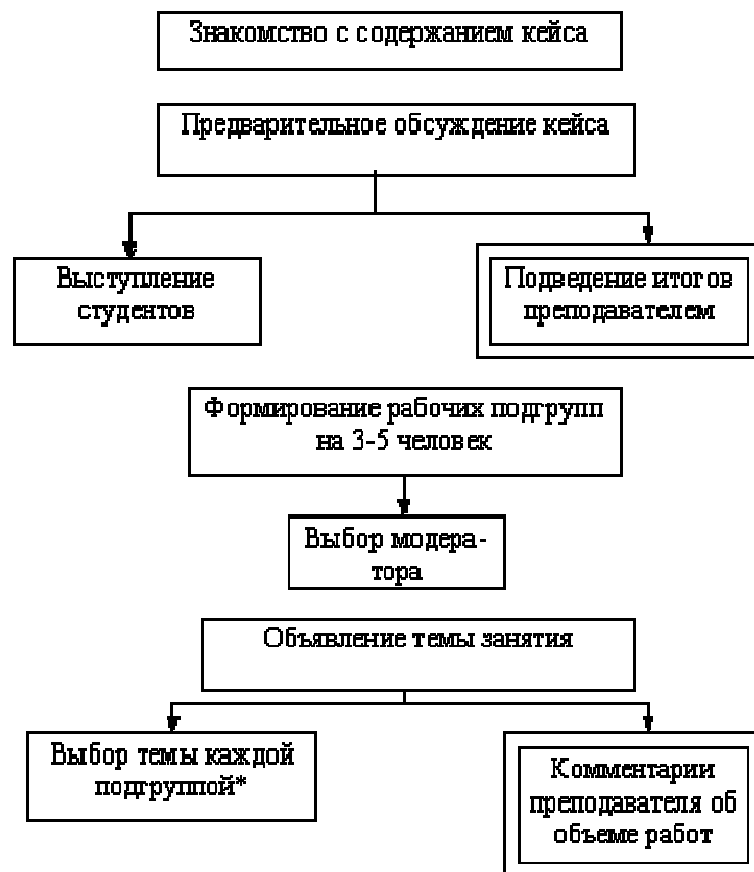 Знакомство с содержанием кейса
Предварительное обсуждение кейса
Выступление
студентов
Подведение итогов
преподавателем
Формирование рабочих подгрупп
на 3-5 человек
Выбор модера-
тора
Объявление темы занятия
Выбор темы каждой
подгруппой*
Комментарии
преподавателя об
объеме работ